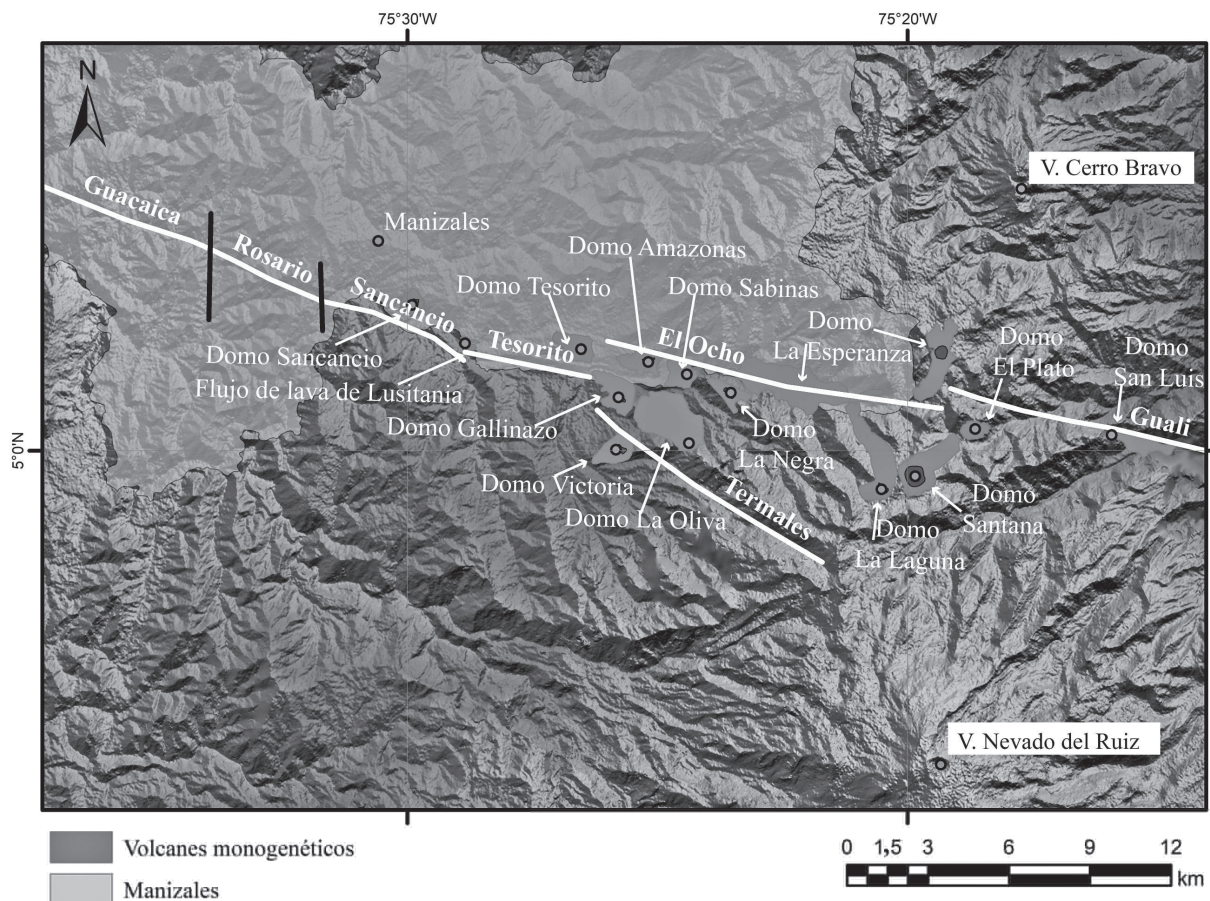 75°30'W
75°20'W
N
V. Cerro Bravo
Guacaica
Manizales
Rosario
Domo Amazonas
Sancancio
Domo Tesorito
Domo Sabinas
Domo
La Esperanza
El Ocho
Tesorito
Domo
El Plato
Domo
San Luis
Domo Sancancio
Flujo de lava de Lusitania
Domo Gallinazo
Guali
Domo
La Negra
5°0'N
Domo Victoria
Termales
Domo La Oliva
Domo
Santana
Domo
La Laguna
V. Nevado del Ruiz
Volcanes monogenéticos
Manizales
0 1,5 3 6 9 12
km